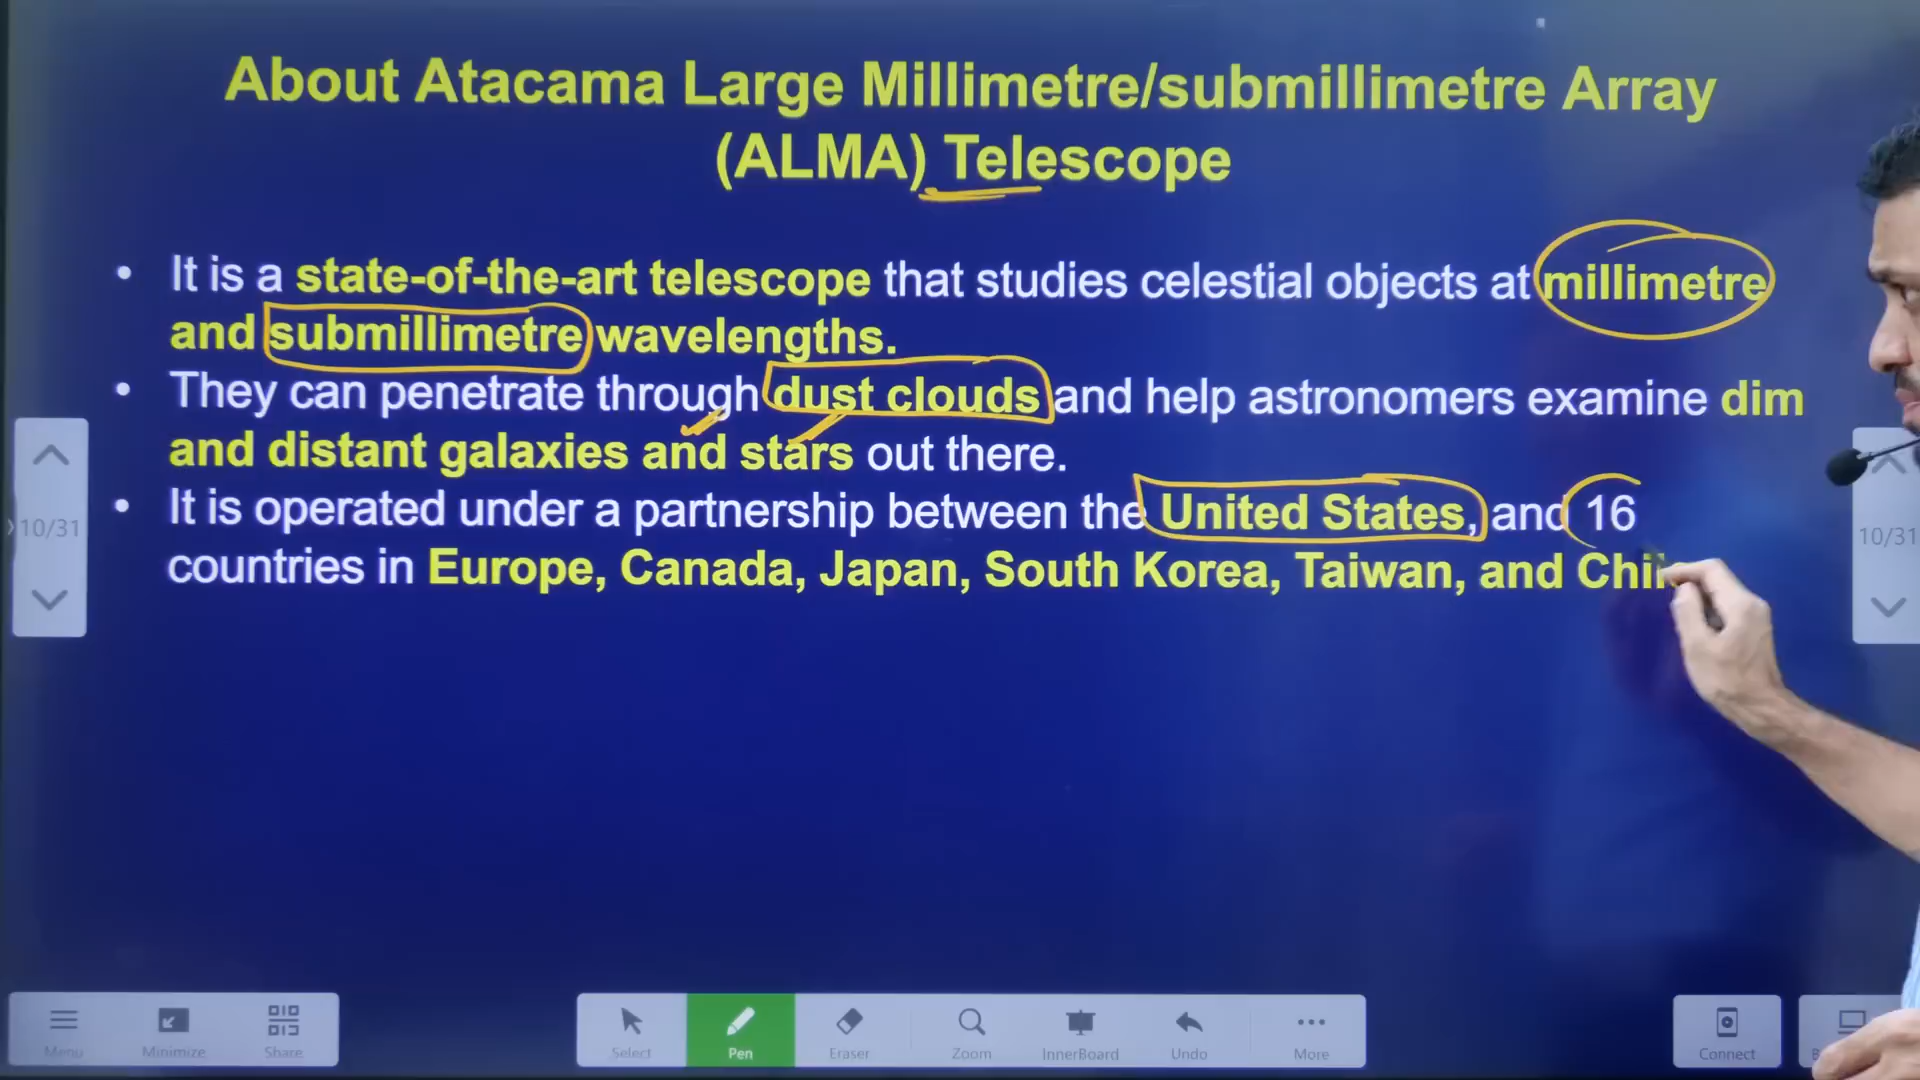 About Atacama Large Millimetre/submillimetre Array
(ALMA) Telescope
• It is a state-of-the-art telescope that studies celestial objects at millimetre
and submillimetre wavelengths.
• They can penetrate through dust clouds and help astronomers examine dim
and distant galaxies and stars out there.
• It is operated under a partnership between the United States, and 16
countries in Europe, Canada, Japan, South Korea, Taiwan, and
10/31
10/31
Menu Minimize Share Select Pen Eraser Zoom InnerBoard Undo More Connect